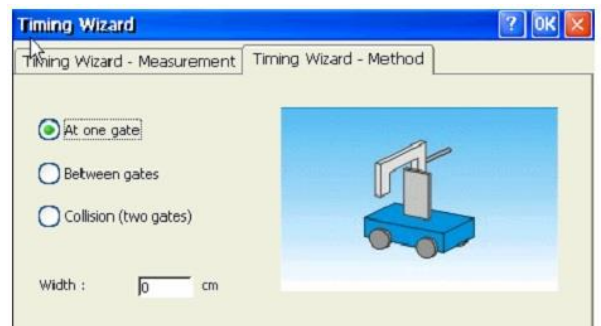 Timing Wizard ? OK
Timing Wizard - Measurement Timing Wizard - Method
At one gate
Between gates
Collision (two gates)
Width : 0 cm